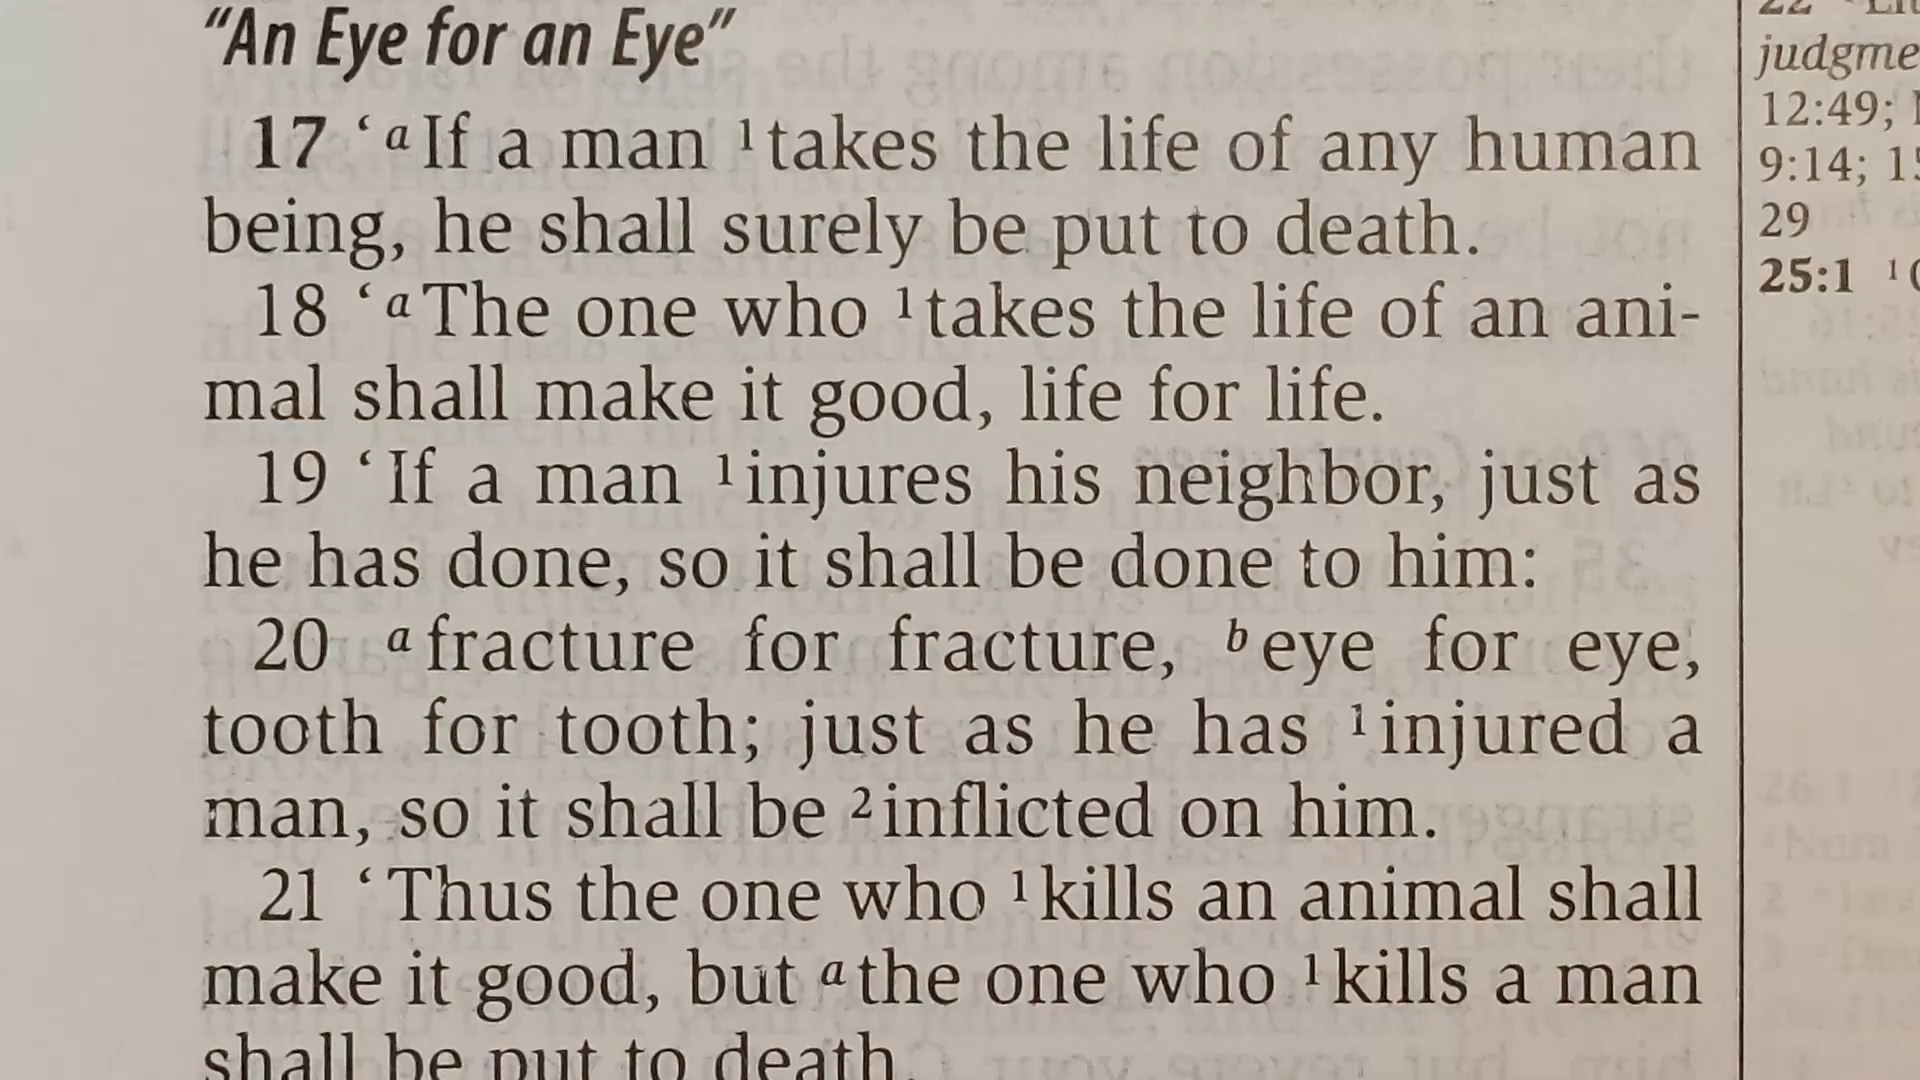 “An Eye for an Eye”
17 ‘aIf a man 1takes the life of any human
being, he shall surely be put to death.
18 ‘aThe one who 1takes the life of an ani-
mal shall make it good, life for life.
19 ‘If a man 1injures his neighbor, just as
he has done, so it shall be done to him:
20 afracture for fracture, beye for eye,
tooth for tooth; just as he has 1injured a
man, so it shall be 2inflicted on him.
21 ‘Thus the one who 1kills an animal shall
make it good, but athe one who 1kills a man
shall be put to death.
judgme
12:49;
9:14;
29
25:1 1